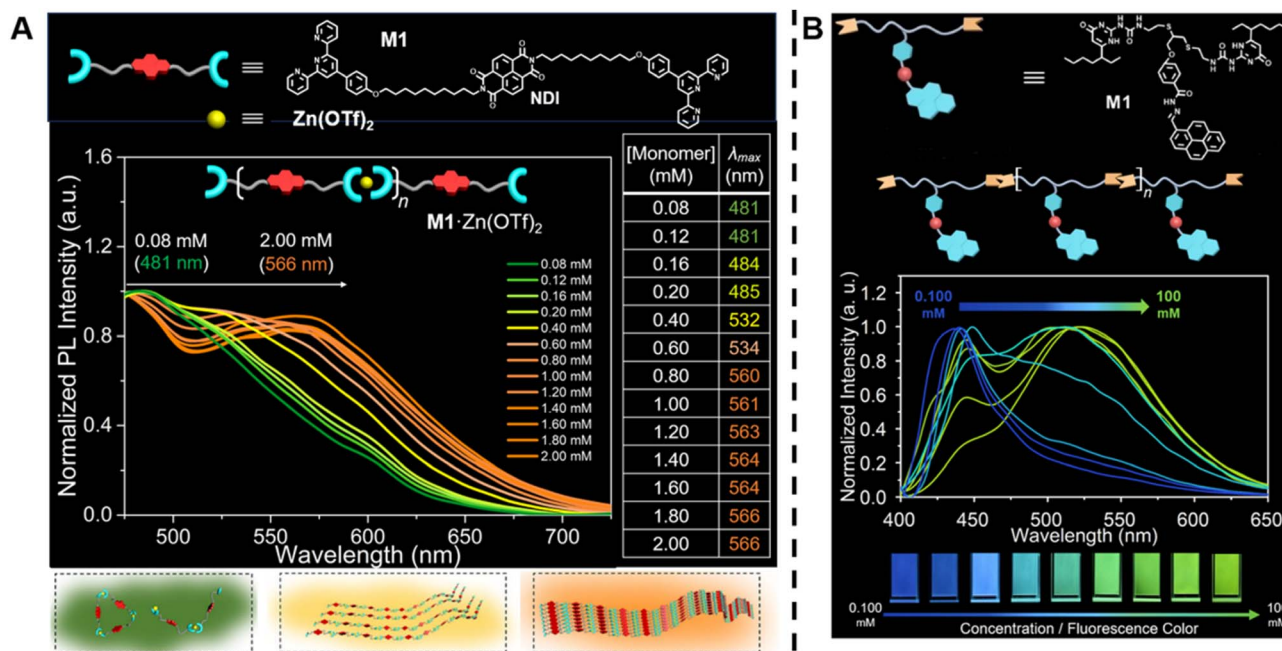 A
M1
NDI
Zn(OTf)2
1.6
1.2
0.8
0.4
0.0
Normalized PL Intensity (a.u.)
n
M1·Zn(OTf)2
0.08 mM
(481 nm)
2.00 mM
(566 nm)
0.08 mM
0.12 mM
0.16 mM
0.20 mM
0.40 mM
0.60 mM
0.80 mM
1.00 mM
1.20 mM
1.40 mM
1.60 mM
1.80 mM
2.00 mM
500 550 600 650 700
Wavelength (nm)
[Monomer] λmax
(mM) (nm)
0.08 481
0.12 481
0.16 484
0.20 485
0.40 532
0.60 534
0.80 560
1.00 561
1.20 563
1.40 564
1.60 564
1.80 566
2.00 566
B
M1
n
1.2
1.0
0.8
0.6
0.4
0.2
0.0
Normalized Intensity (a. u.)
0.100
mM
100
mM
400 450 500 550 600 650
Wavelength (nm)
0.100
mM
100
mM
Concentration / Fluorescence Color